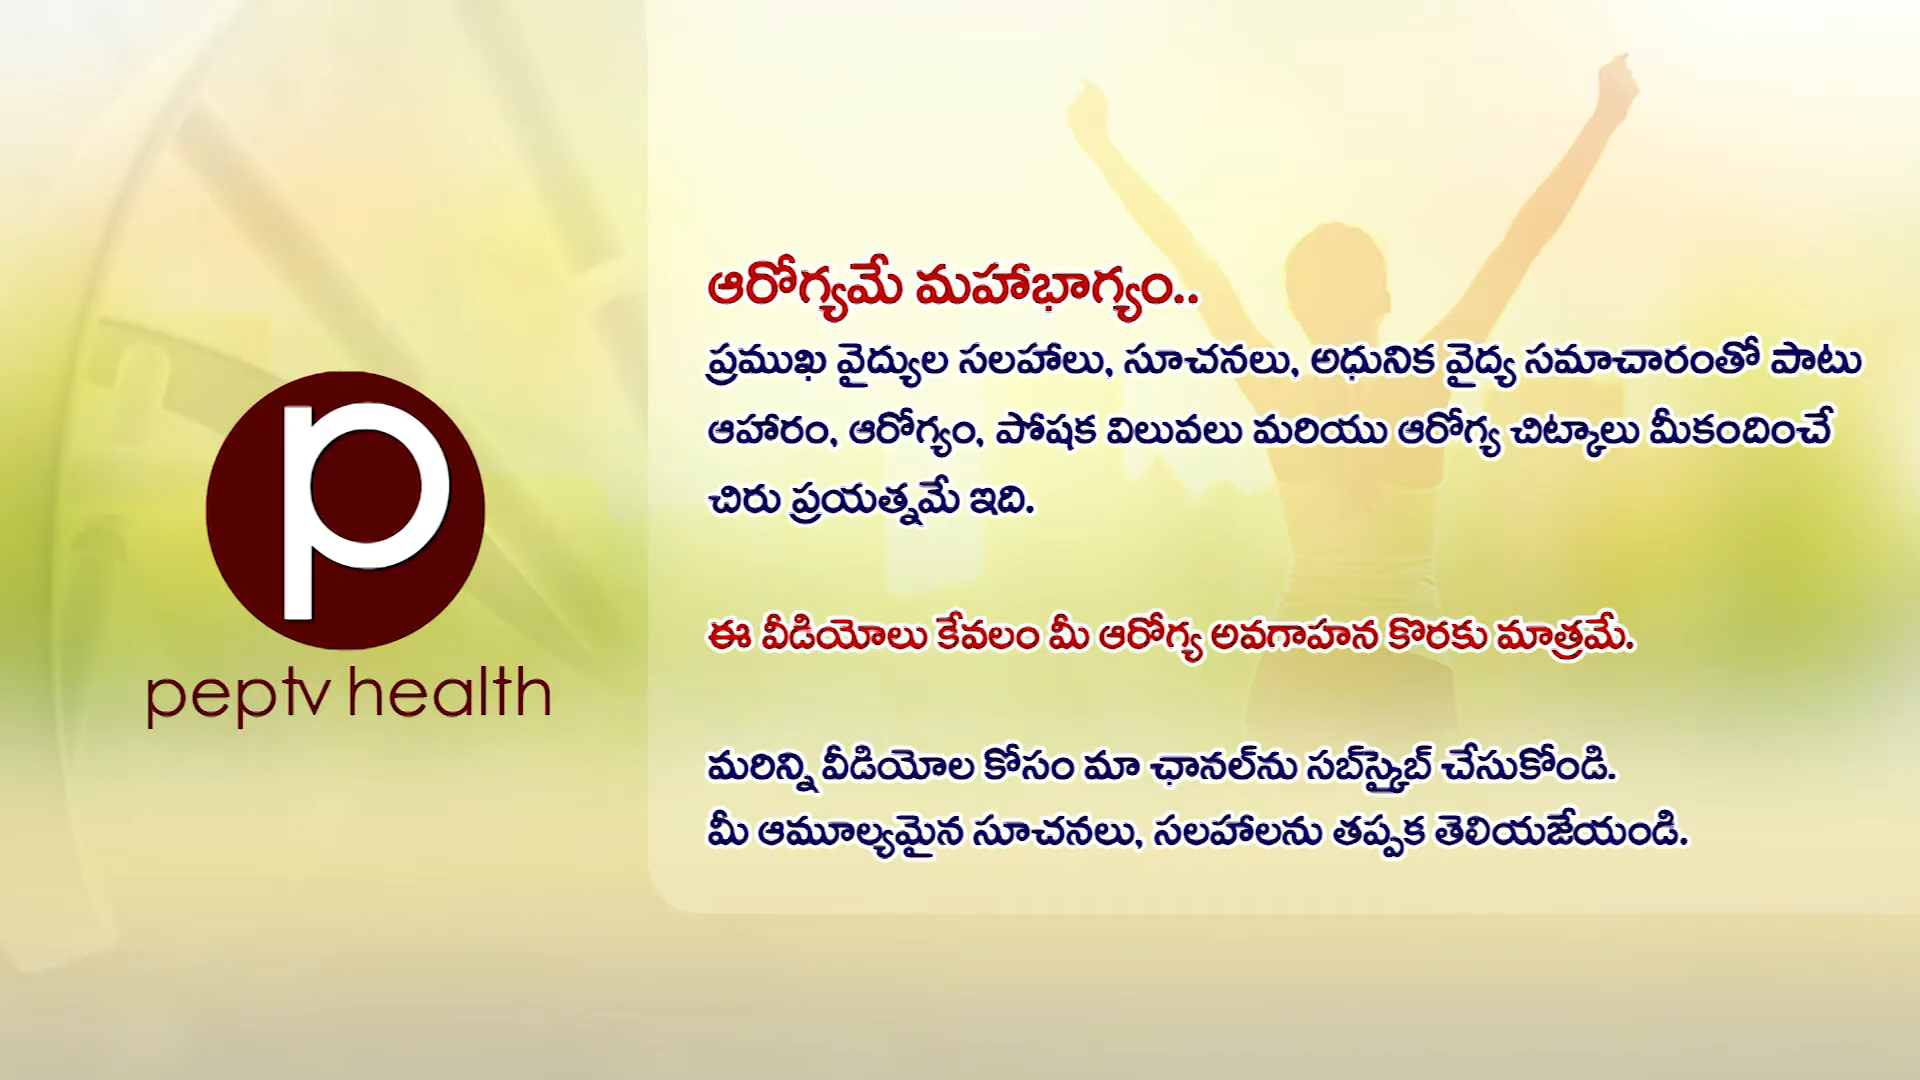 ఆరోగ్యమే మహాభాగ్యం..
ప్రముఖ వైద్యుల సలహాలు, సూచనలు, అధునిక వైద్య సమాచారంతో పాటు
ఆహారం, ఆరోగ్యం, పోషక విలువలు మరియు ఆరోగ్య చిట్కాలు మీకందించే
చిరు ప్రయత్నమే ఇది.
ఈ వీడియోలు కేవలం మీ ఆరోగ్య అవగాహన కొరకు మాత్రమే.
మరిన్ని వీడియోల కోసం మా ఛానల్‌ను సబ్‌స్క్రైబ్ చేసుకోండి.
మీ ఆమూల్యమైన సూచనలు, సలహాలను తప్పక తెలియజేయండి.
p
peptv health